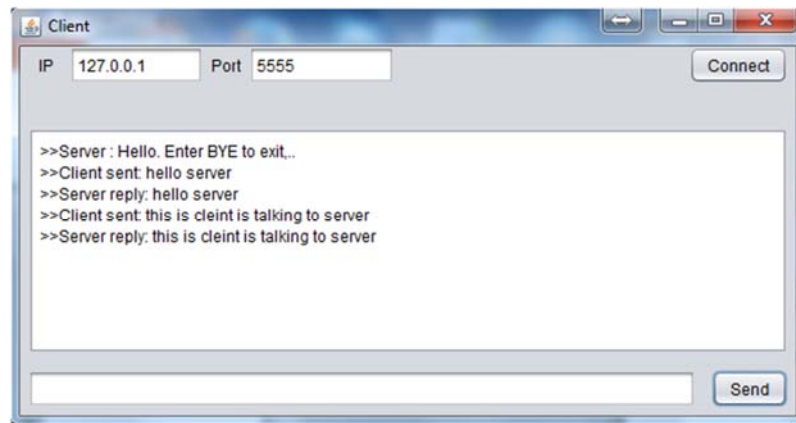 Client
IP 127.0.0.1 Port 5555 Connect
>>Server : Hello. Enter BYE to exit,..
>>Client sent: hello server
>>Server reply: hello server
>>Client sent: this is cleint is talking to server
>>Server reply: this is cleint is talking to server
Send